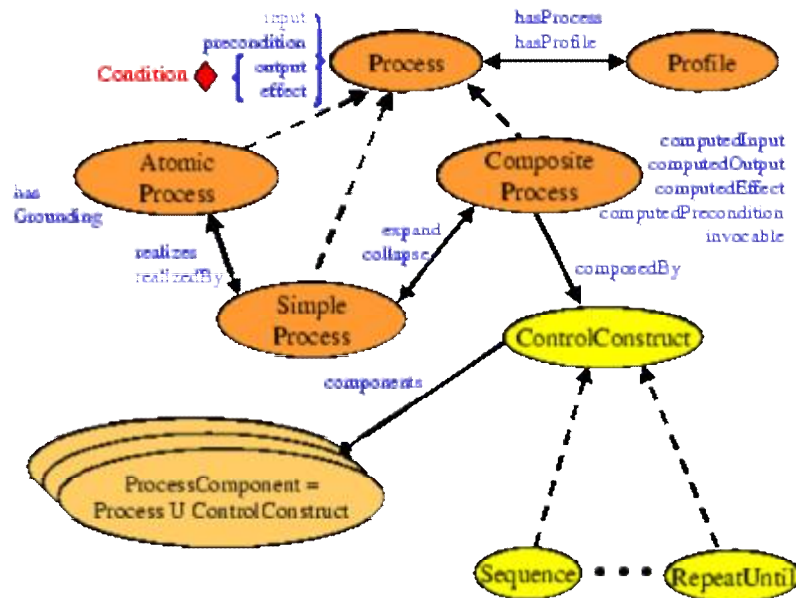 input
precondition
output
effect
Condition
Process
hasProcess
hasProfile
Profile
Atomic
Process
Composite
Process
computedInput
computedOutput
computedEffect
computedPrecondition
invocable
has
Grounding
realizes
realizedBy
expand
collapse
composedBy
Simple
Process
ControlConstruct
components
ProcessComponent =
Process U ControlConstruct
Sequence
RepeatUntil